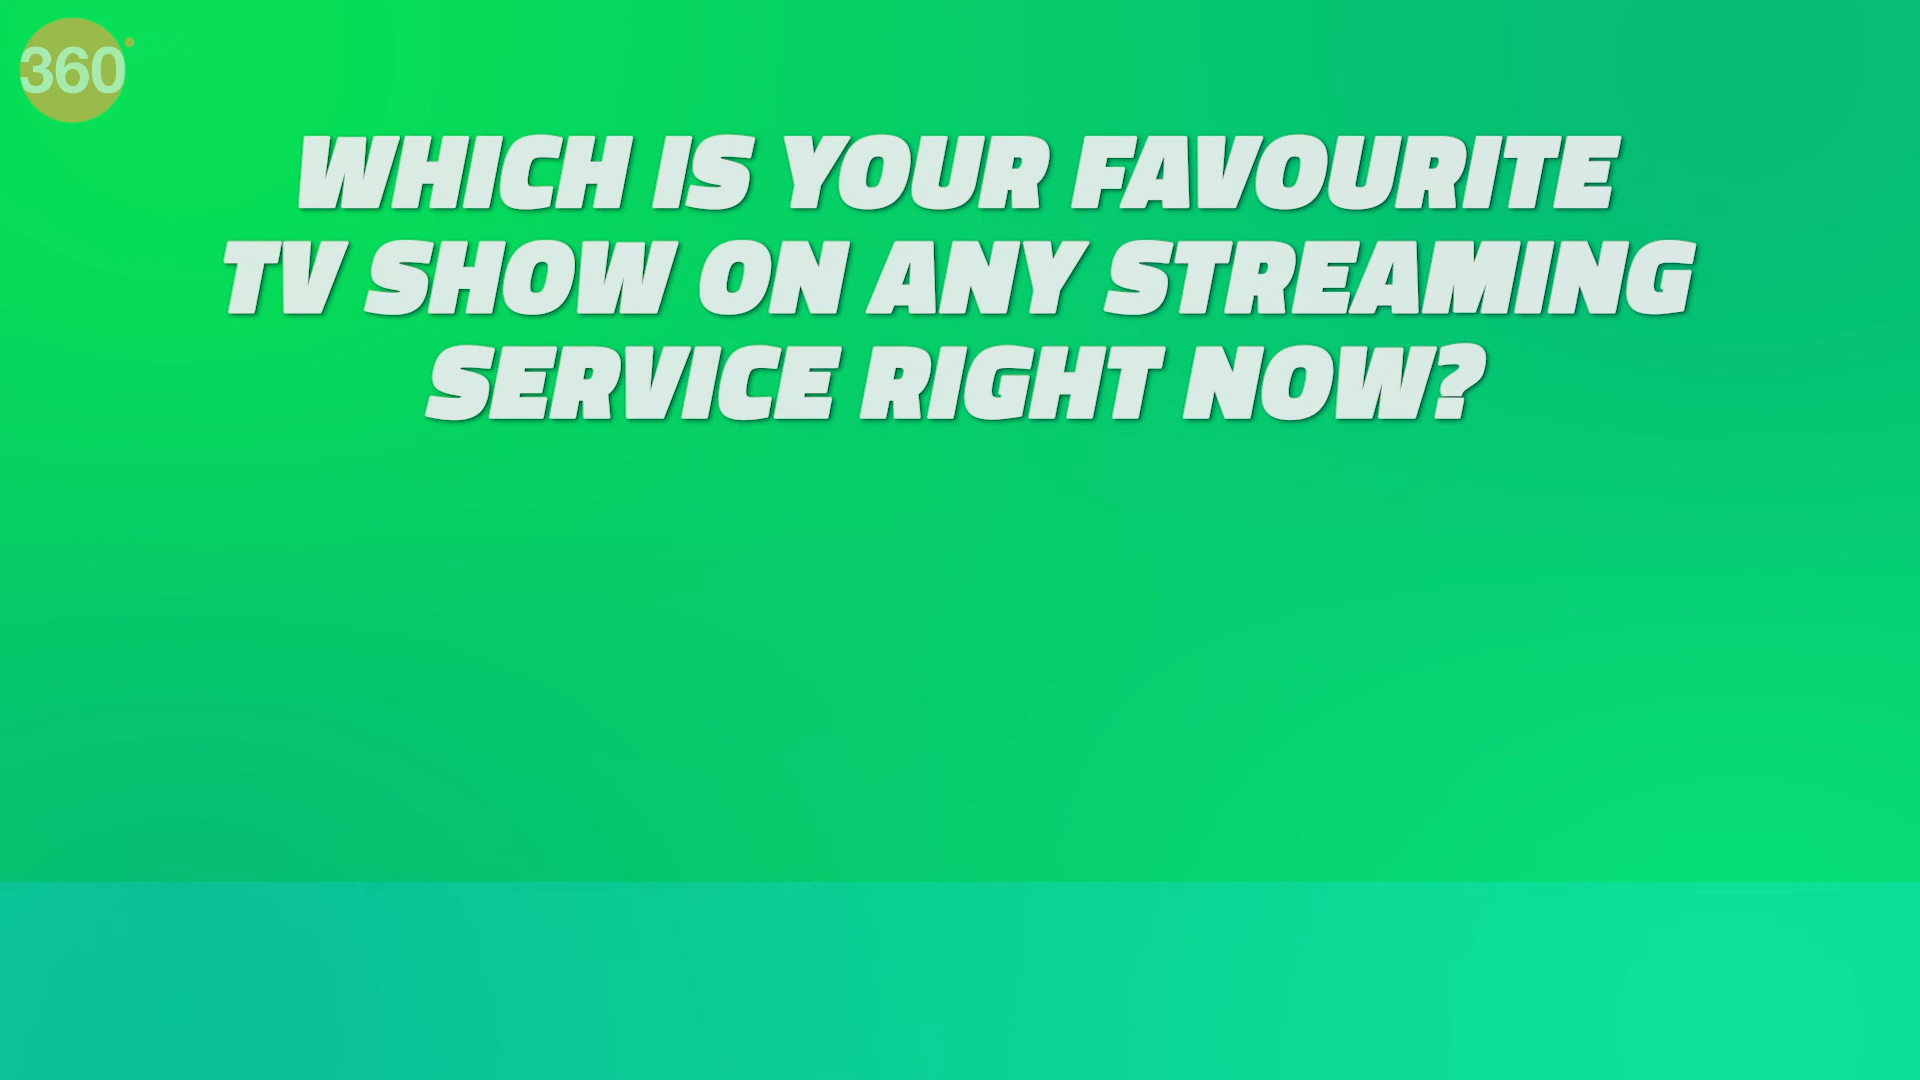 360°
WHICH IS YOUR FAVOURITE
TV SHOW ON ANY STREAMING
SERVICE RIGHT NOW?